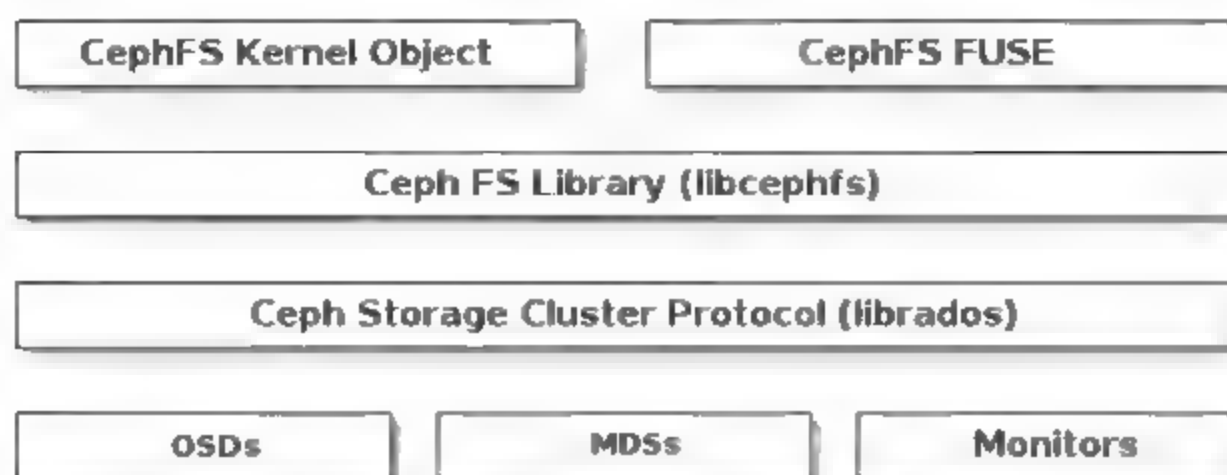 CephFS Kernel Object CephFS FUSE
Ceph FS Library (libcephfs)
Ceph Storage Cluster Protocol (librados)
OSDs MDSs Monitors